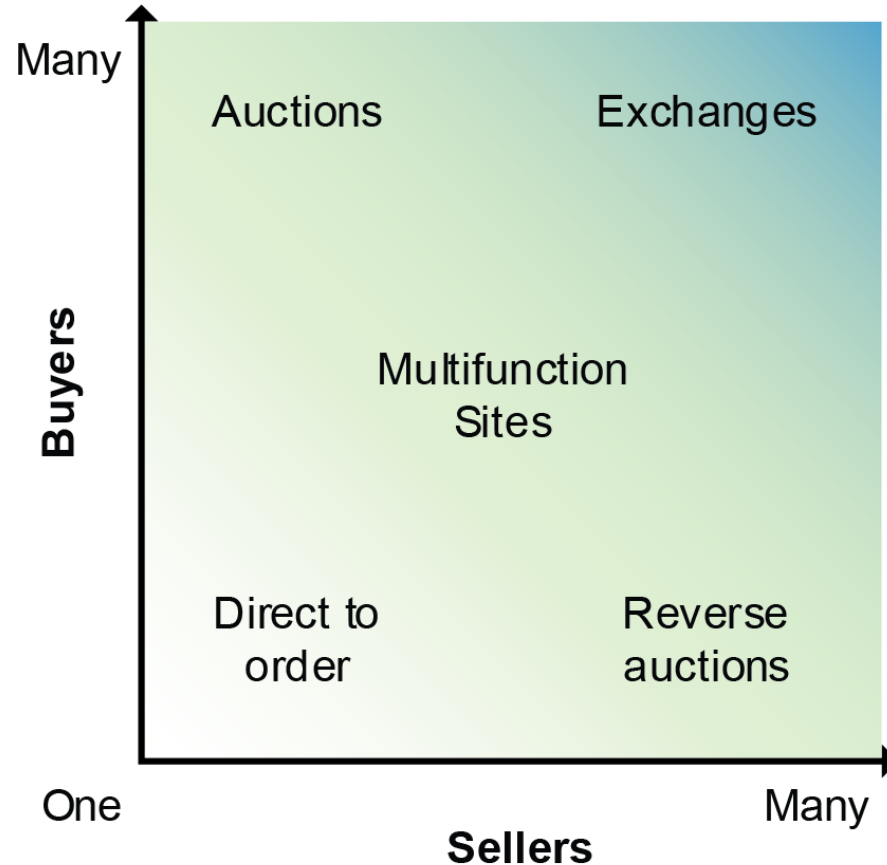 Many
Auctions
Exchanges
Buyers
Multifunction
Sites
Direct to
order
Reverse
auctions
One
Many
Sellers